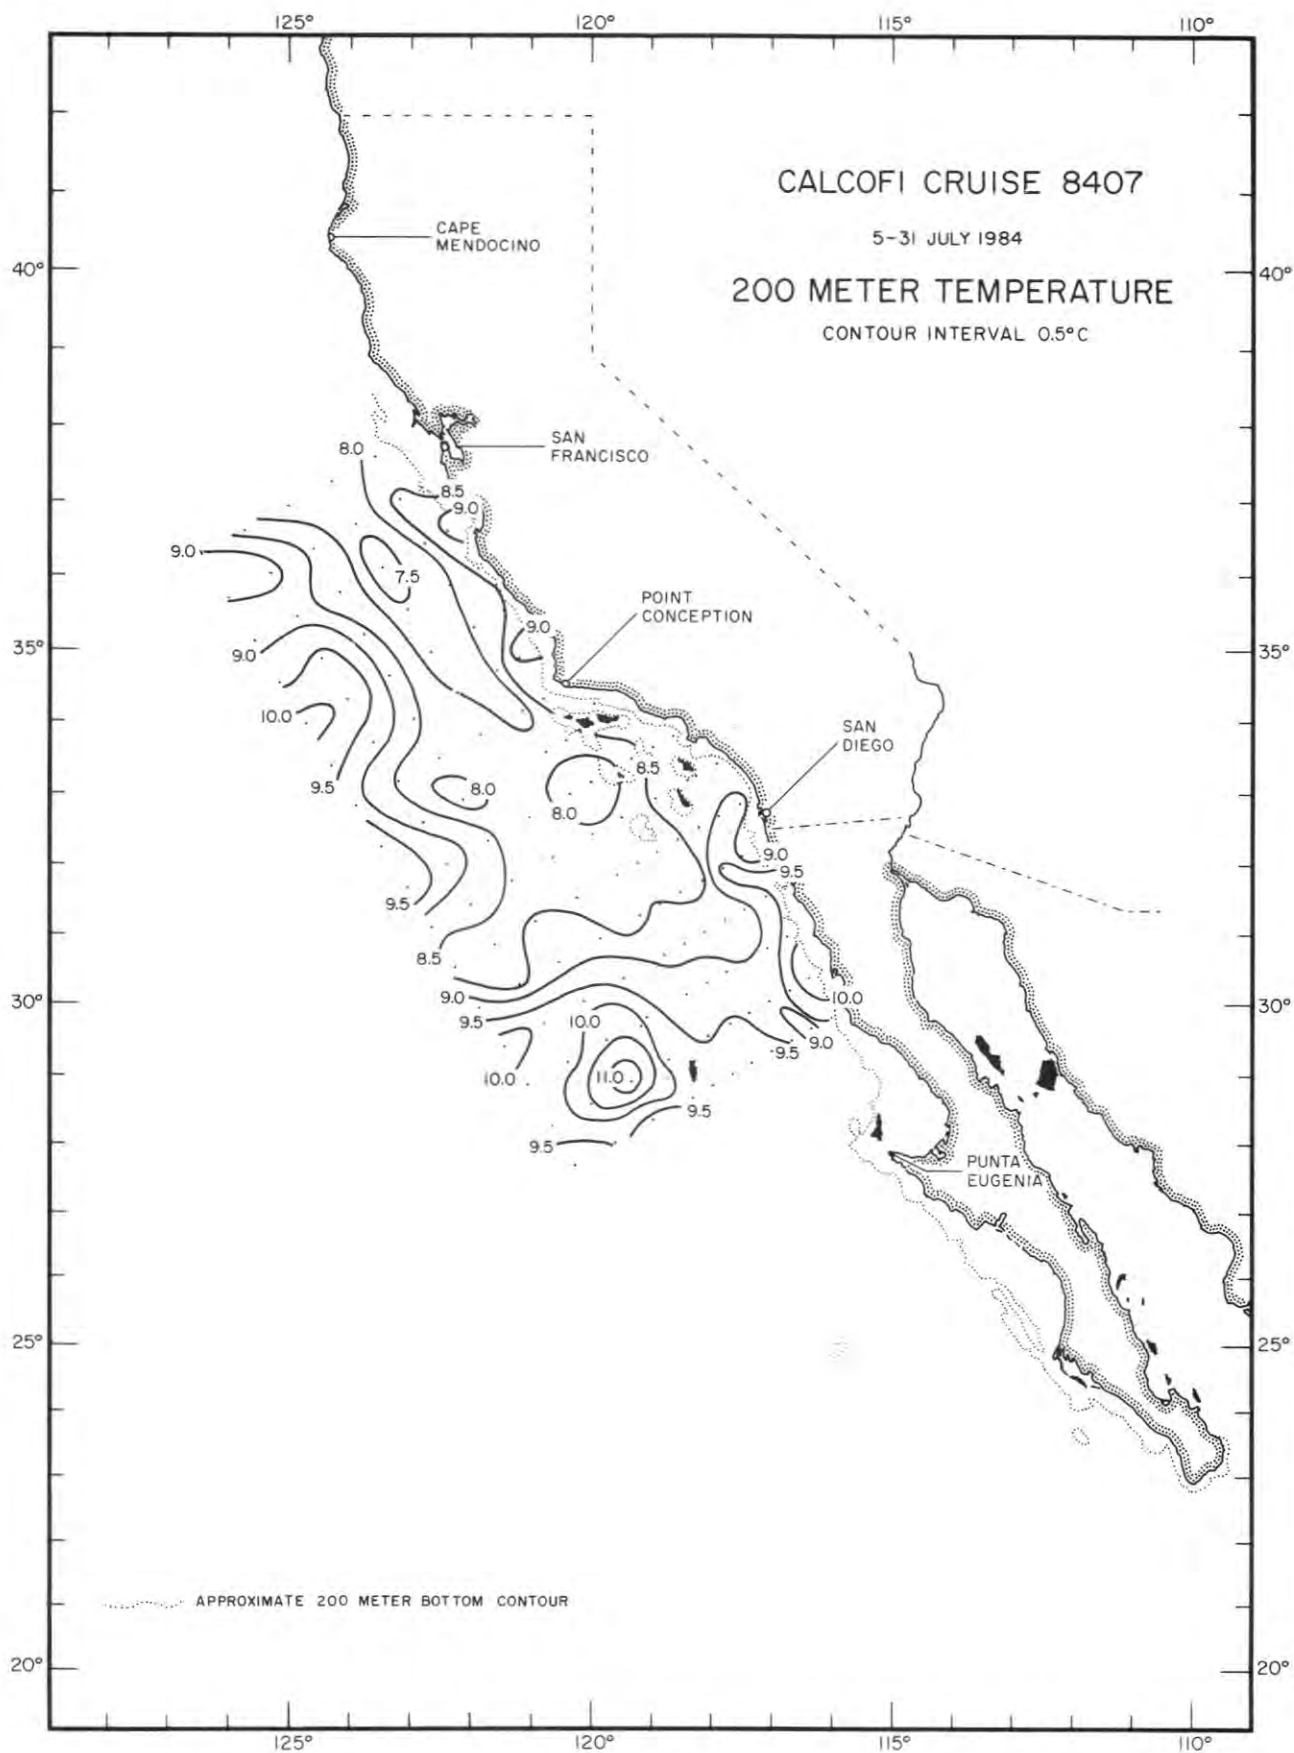 125° 120° 115° 110°
CALCOFI CRUISE 8407
5-31 JULY 1984
200 METER TEMPERATURE
CONTOUR INTERVAL 0.5°C
CAPE
MENDOCINO
40° 40°
SAN
FRANCISCO
8.0
8.5
9.0
9.0
7.5
POINT
CONCEPTION
9.0
35° 35°
9.0
10.0
SAN
DIEGO
9.5
8.0
8.5
8.0
9.0
9.5
9.5
8.5
9.0
10.0
30° 30°
9.5
10.0
9.0
9.5
10.0
11.0
9.5
9.5
PUNTA
EUGENIA
25° 25°
APPROXIMATE 200 METER BOTTOM CONTOUR
20° 20°
125° 120° 115° 110°